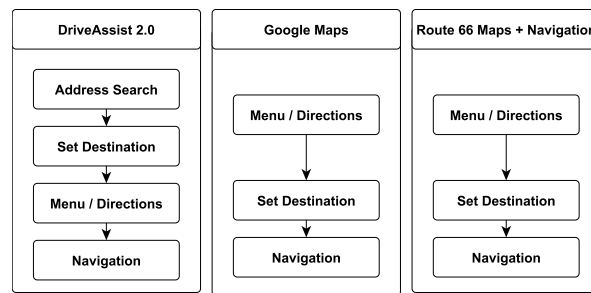 DriveAssist 2.0
Address Search
Set Destination
Menu / Directions
Navigation
Google Maps
Menu / Directions
Set Destination
Navigation
Route 66 Maps + Navigation
Menu / Directions
Set Destination
Navigation